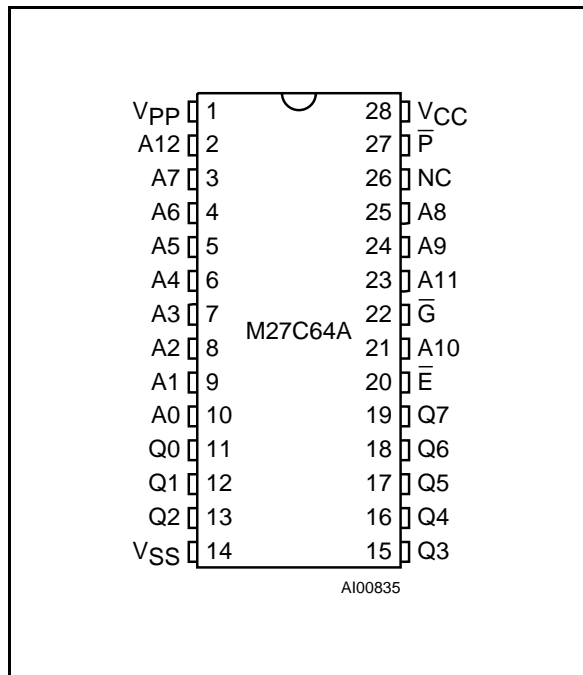 VPP 1 28 VCC
A12 2 27 P̅
A7 3 26 NC
A6 4 25 A8
A5 5 24 A9
A4 6 23 A11
A3 7 22 G̅
M27C64A
A2 8 21 A10
A1 9 20 E̅
A0 10 19 Q7
Q0 11 18 Q6
Q1 12 17 Q5
Q2 13 16 Q4
VSS 14 15 Q3
AI00835